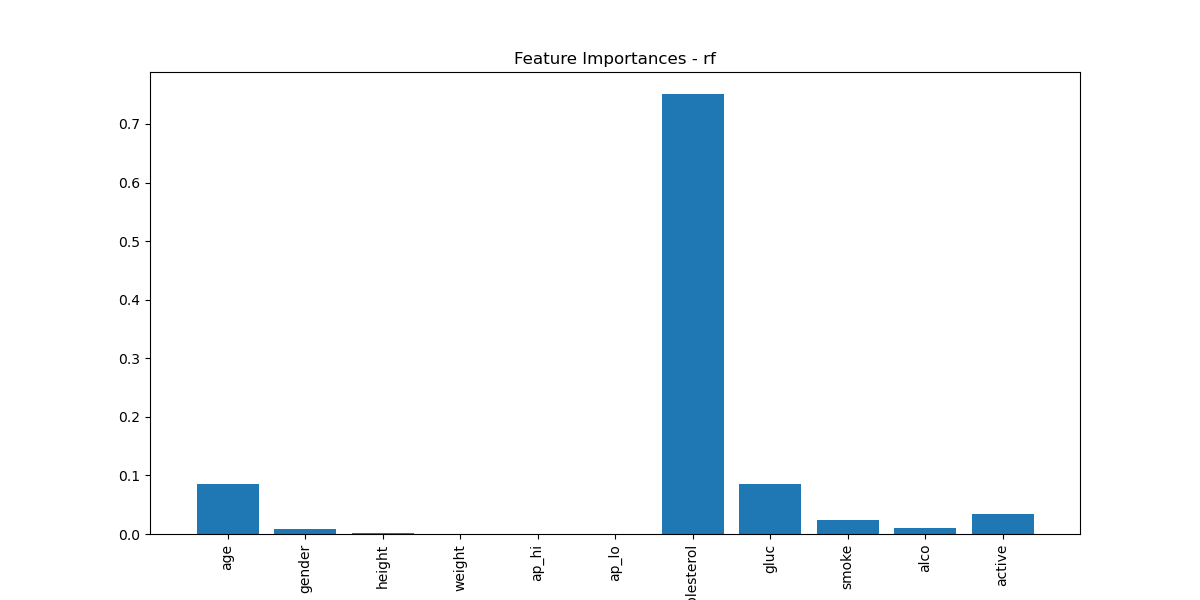 Feature Importances - rf
0.7
0.6
0.5
0.4
0.3
0.2
0.1
0.0
age
gender
height
weight
ap_hi
ap_lo
olesterol
gluc
smoke
alco
active